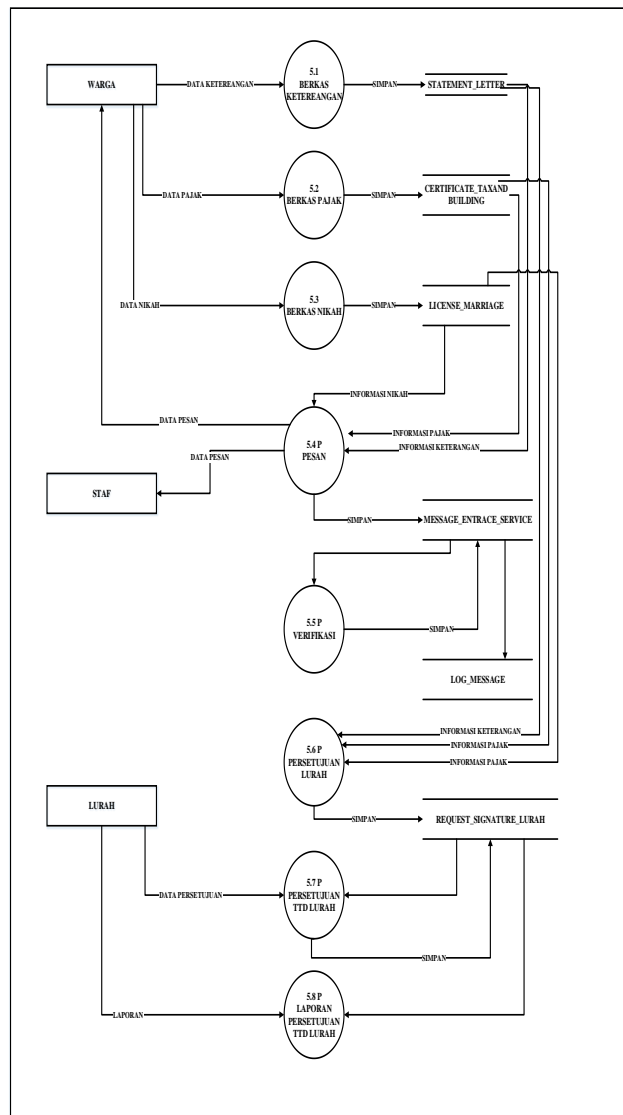 WARGA
DATA KETEREANGAN
5.1
BERKAS
KETEREANGAN
SIMPAN
STATEMENT_LETTER
DATA PAJAK
5.2
BERKAS PAJAK
SIMPAN
CERTIFICATE_TAXAND
BUILDING
DATA NIKAH
5.3
BERKAS NIKAH
SIMPAN
LICENSE_MARRIAGE
INFORMASI NIKAH
DATA PESAN
5.4 P
PESAN
INFORMASI PAJAK
INFORMASI KETERANGAN
DATA PESAN
STAF
SIMPAN
MESSAGE_ENTRACE_SERVICE
5.5 P
VERIFIKASI
SIMPAN
LOG_MESSAGE
INFORMASI KETERANGAN
5.6 P
PERSETUJUAN
LURAH
INFORMASI PAJAK
INFORMASI PAJAK
LURAH
SIMPAN
REQUEST_SIGNATURE_LURAH
DATA PERSETUJUAN
5.7 P
PERSETUJUAN
TTD LURAH
SIMPAN
LAPORAN
5.8 P
LAPORAN
PERSETUJUAN
TTD LURAH